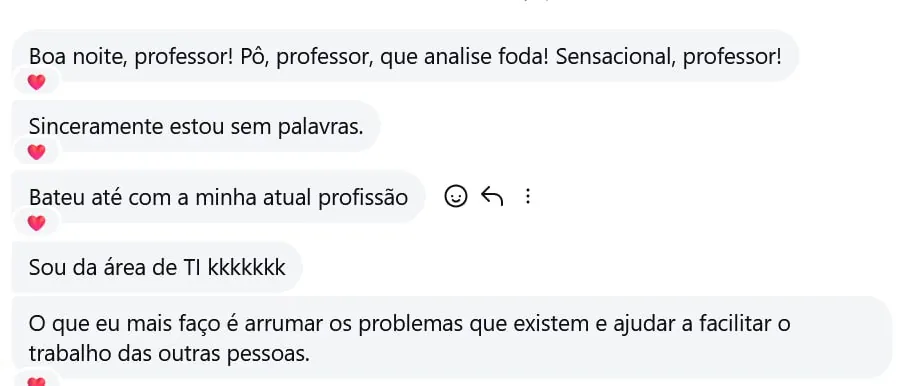 Boa noite, professor! Pô, professor, que analise foda! Sensacional, professor!
Sinceramente estou sem palavras.
Bateu até com a minha atual profissão
Sou da área de TI kkkkkkk
O que eu mais faço é arrumar os problemas que existem e ajudar a facilitar o
trabalho das outras pessoas.